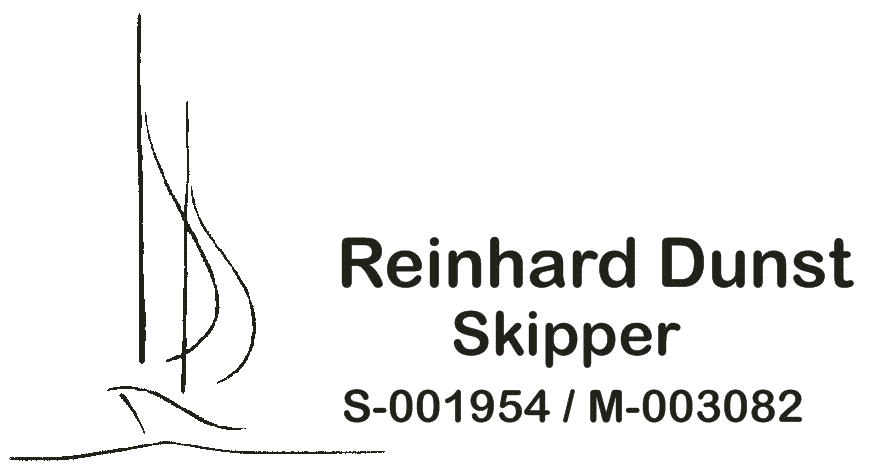 Reinhard Dunst
Skipper
S-001954 / M-003082